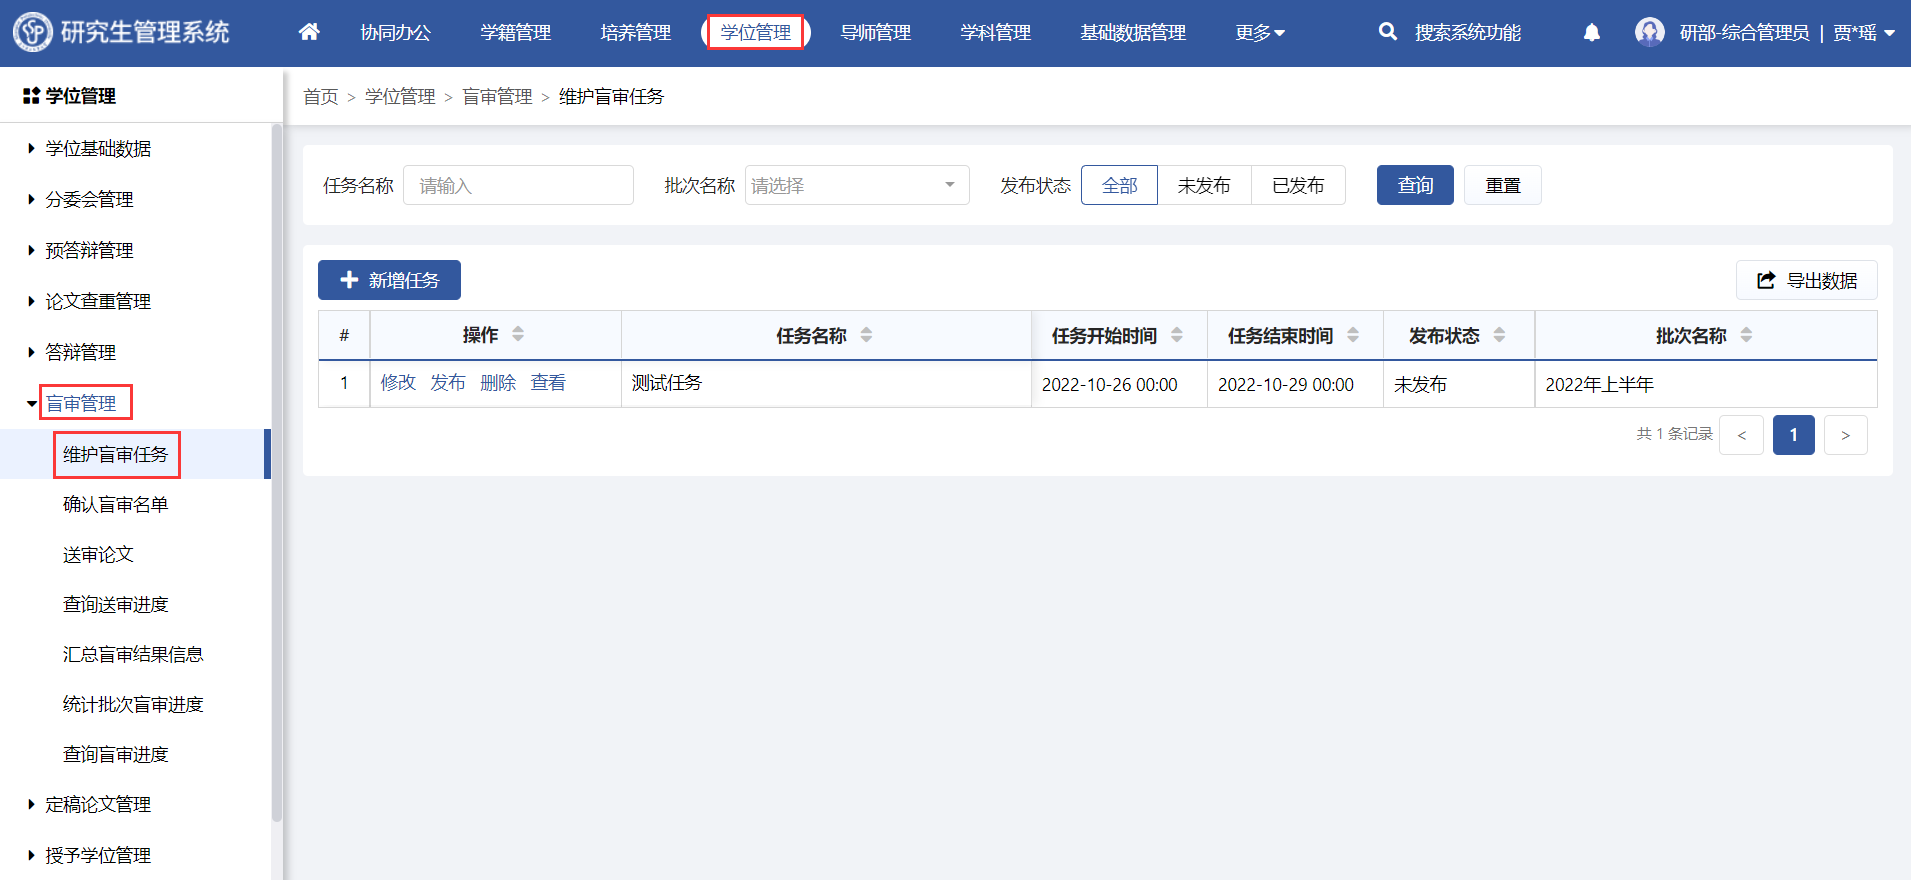 研究生管理系统
协同办公 学籍管理 培养管理 学位管理 导师管理 学科管理 基础数据管理 更多 搜索系统功能 研部-综合管理员 | 贾*瑶
学位管理
首页 > 学位管理 > 盲审管理 > 维护盲审任务
学位基础数据
分委会管理
预答辩管理
论文查重管理
答辩管理
盲审管理
维护盲审任务
确认盲审名单
送审论文
查询送审进度
汇总盲审结果信息
统计批次盲审进度
查询盲审进度
定稿论文管理
授予学位管理
任务名称 请输入 批次名称 请选择 发布状态 全部 未发布 已发布 查询 重置
新增任务 导出数据
# 操作 任务名称 任务开始时间 任务结束时间 发布状态 批次名称
1 修改 发布 删除 查看 测试任务 2022-10-26 00:00 2022-10-29 00:00 未发布 2022年上半年
共 1 条记录 < 1 >